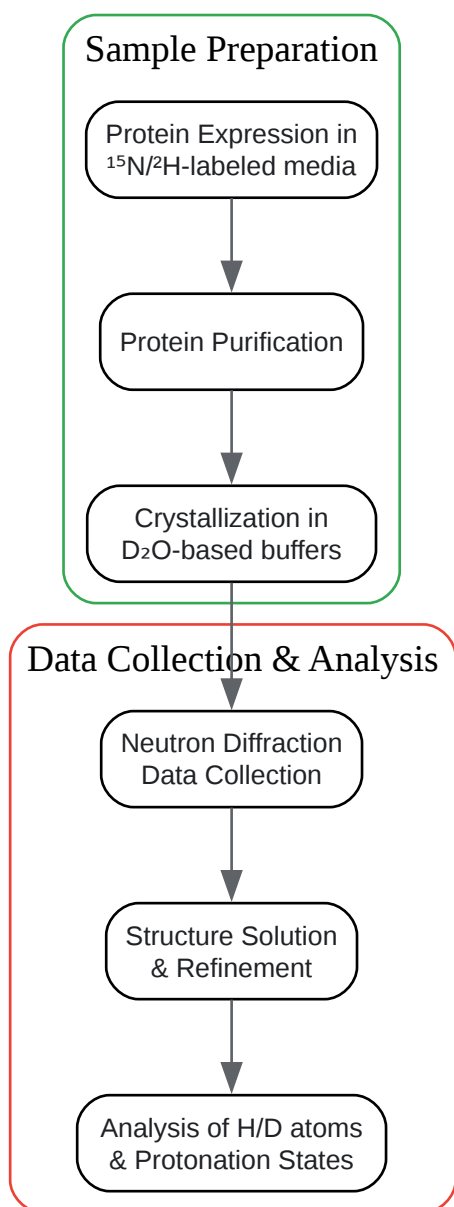 Sample Preparation
Protein Expression in
¹⁵N/²H-labeled media
Protein Purification
Crystallization in
D₂O-based buffers
Data Collection & Analysis
Neutron Diffraction
Data Collection
Structure Solution
& Refinement
Analysis of H/D atoms
& Protonation States